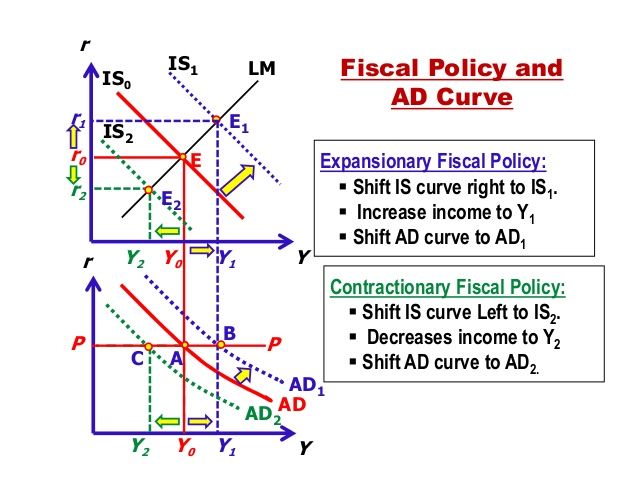 Fiscal Policy and
AD Curve
r
IS₀
IS₁
LM
r₁
E₁
IS₂
r₀
E
r₂
E₂
Y₂
Y₀
Y₁
Y
Expansionary Fiscal Policy:
▪ Shift IS curve right to IS₁.
▪ Increase income to Y₁
▪ Shift AD curve to AD₁
r
P
C
A
B
P
AD₁
AD
AD₂
Y₂
Y₀
Y₁
Y
Contractionary Fiscal Policy:
▪ Shift IS curve Left to IS₂.
▪ Decreases income to Y₂
▪ Shift AD curve to AD₂.